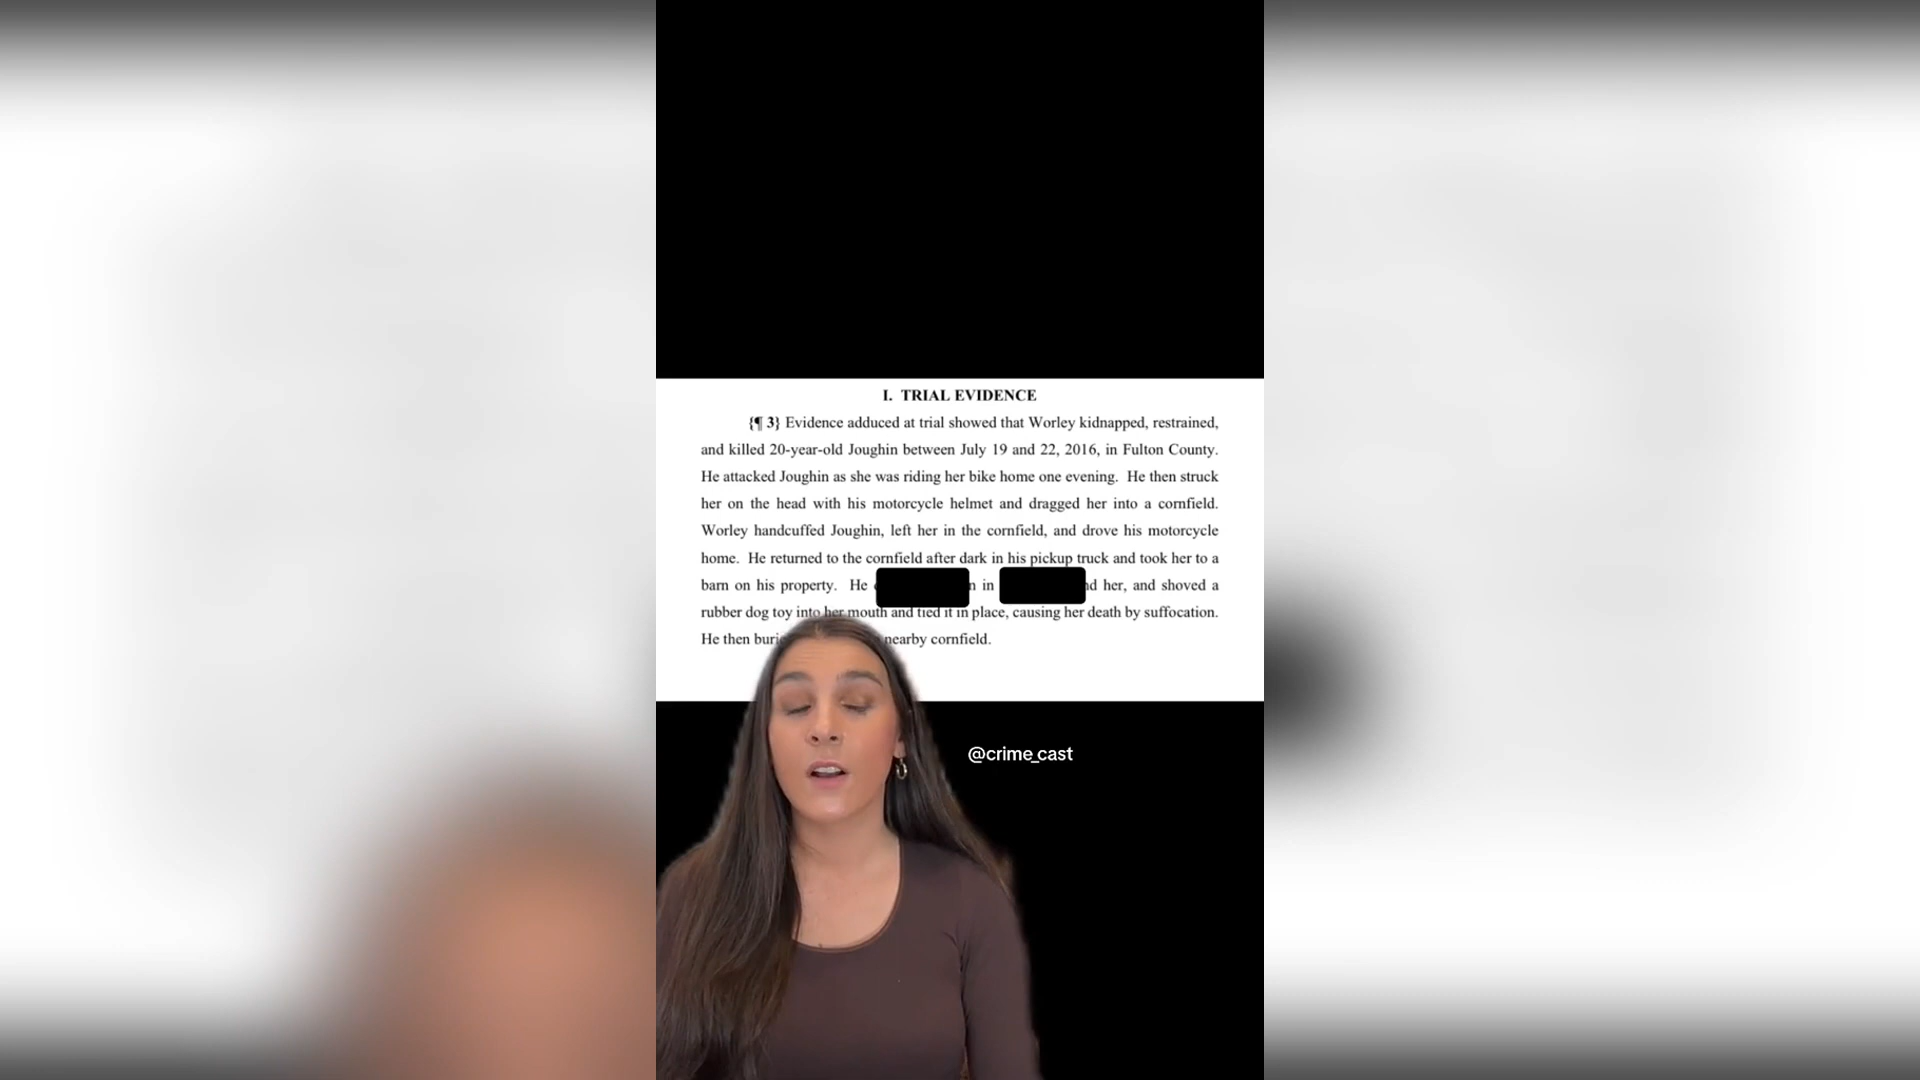 I. TRIAL EVIDENCE
{¶ 3} Evidence adduced at trial showed that Worley kidnapped, restrained,
and killed 20-year-old Joughin between July 19 and 22, 2016, in Fulton County.
He attacked Joughin as she was riding her bike home one evening. He then struck
her on the head with his motorcycle helmet and dragged her into a cornfield.
Worley handcuffed Joughin, left her in the cornfield, and drove his motorcycle
home. He returned to the cornfield after dark in his pickup truck and took her to a
barn on his property. He in her, and shoved a
rubber dog toy into her mouth and tied it in place, causing her death by suffocation.
He then nearby cornfield.
@crime_cast